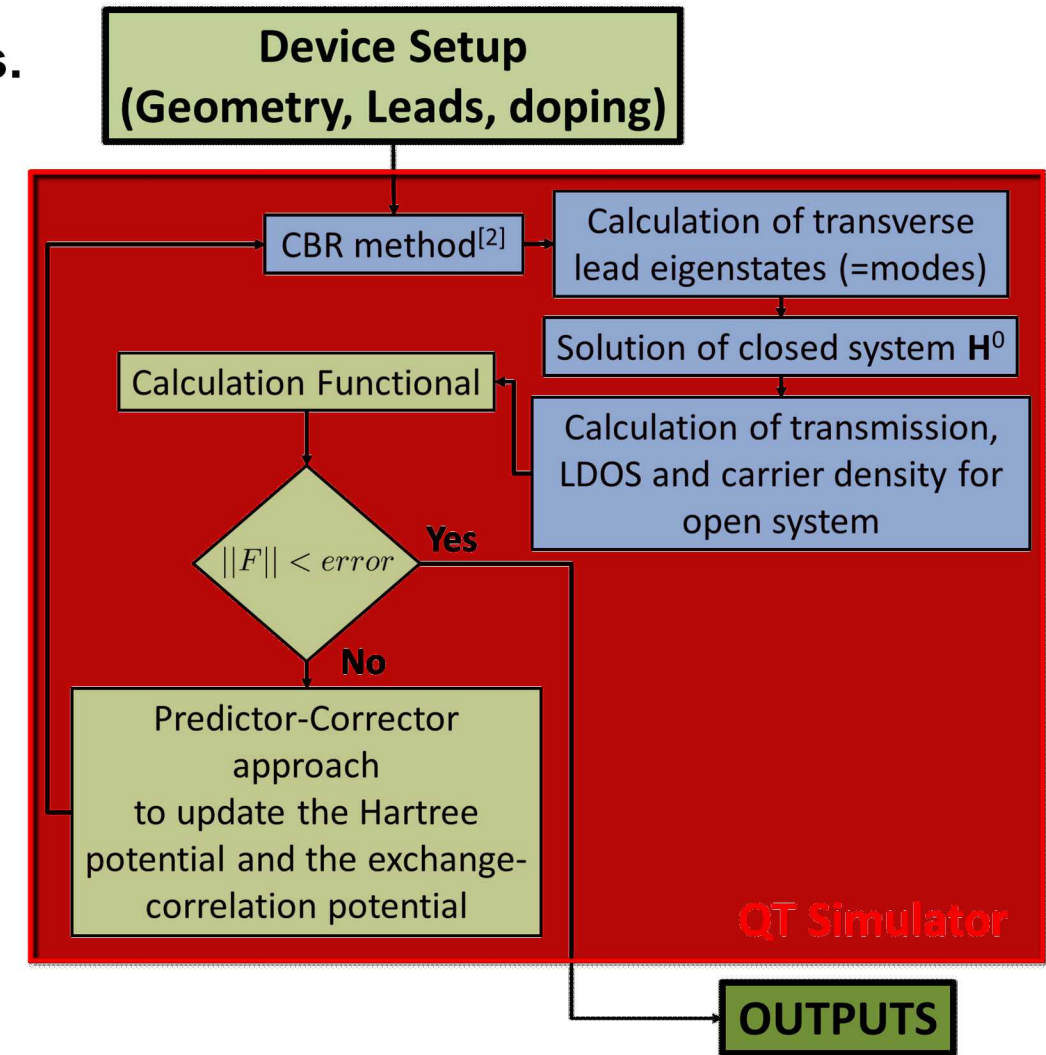 s.
Device Setup
(Geometry, Leads, doping)
CBR method[2]
Calculation of transverse
lead eigenstates (=modes)
Solution of closed system H0
Calculation of transmission,
LDOS and carrier density for
open system
Calculation Functional
||F|| < error
Yes
No
Predictor-Corrector
approach
to update the Hartree
potential and the exchange-
correlation potential
QT Simulator
OUTPUTS